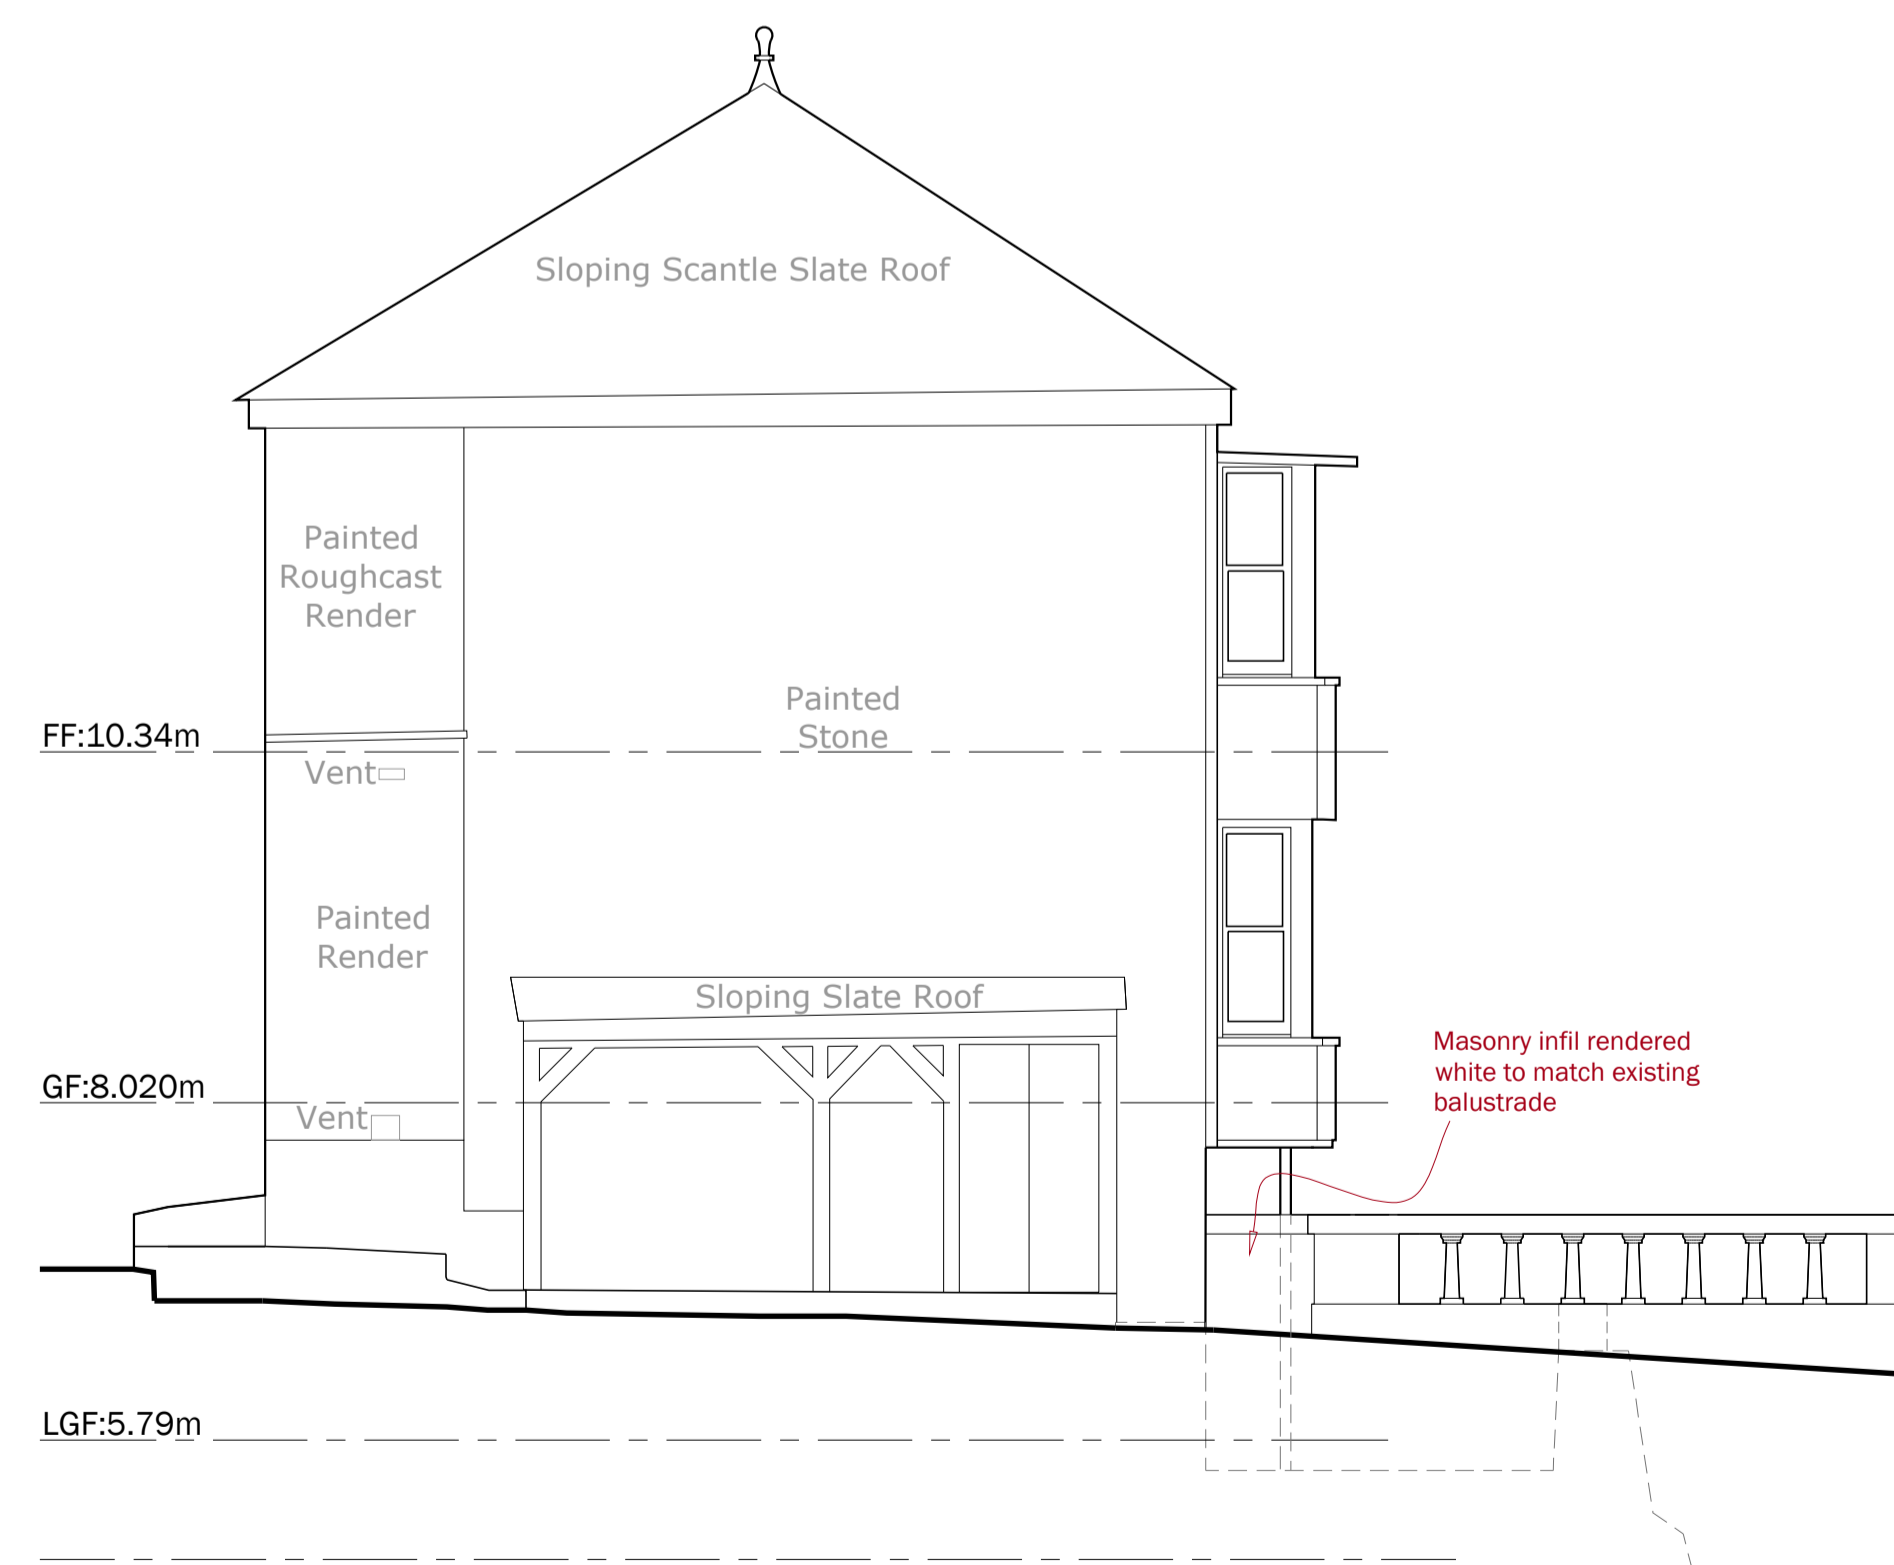 Sloping Scantle Slate Roof
Painted
Roughcast
Render
Painted
Stone
FF:10.34m
Vent
Painted
Render
Sloping Slate Roof
Masonry infil rendered
white to match existing
balustrade
GF:8.020m
Vent
LGF:5.79m